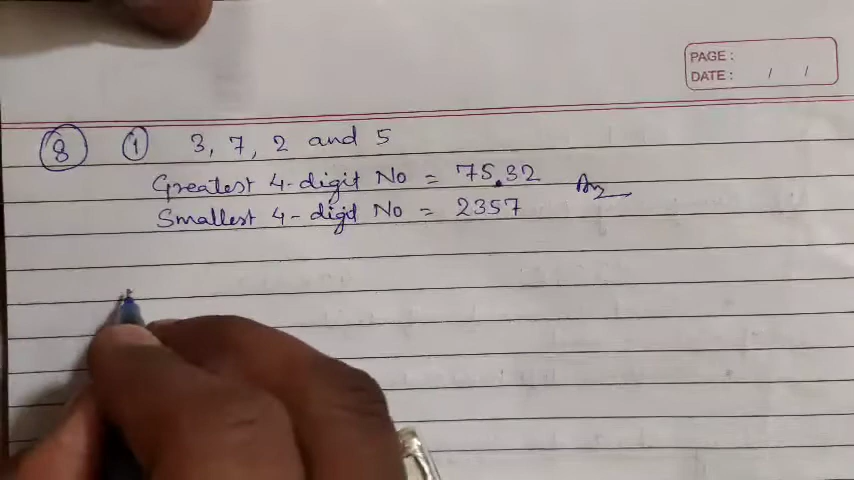 PAGE :
DATE : / /
8 1 3, 7, 2 and 5
Greatest 4-digit No = 75.32 Ans
Smallest 4-digit No = 2357